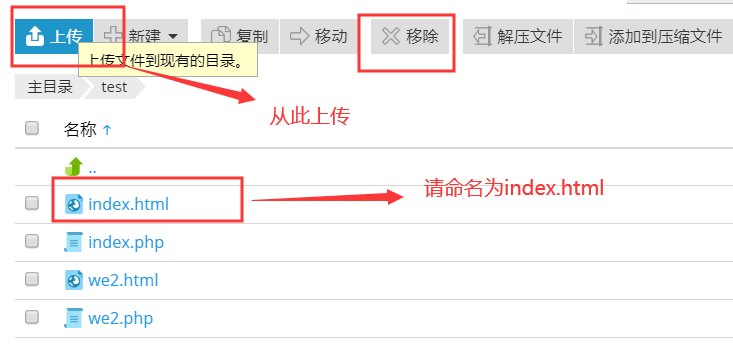 上传 新建 复制 移动 移除 解压文件 添加到压缩文件
上传文件到现有的目录。
主目录 test
从此上传
名称 ↑
..
index.html
请命名为index.html
index.php
we2.html
we2.php